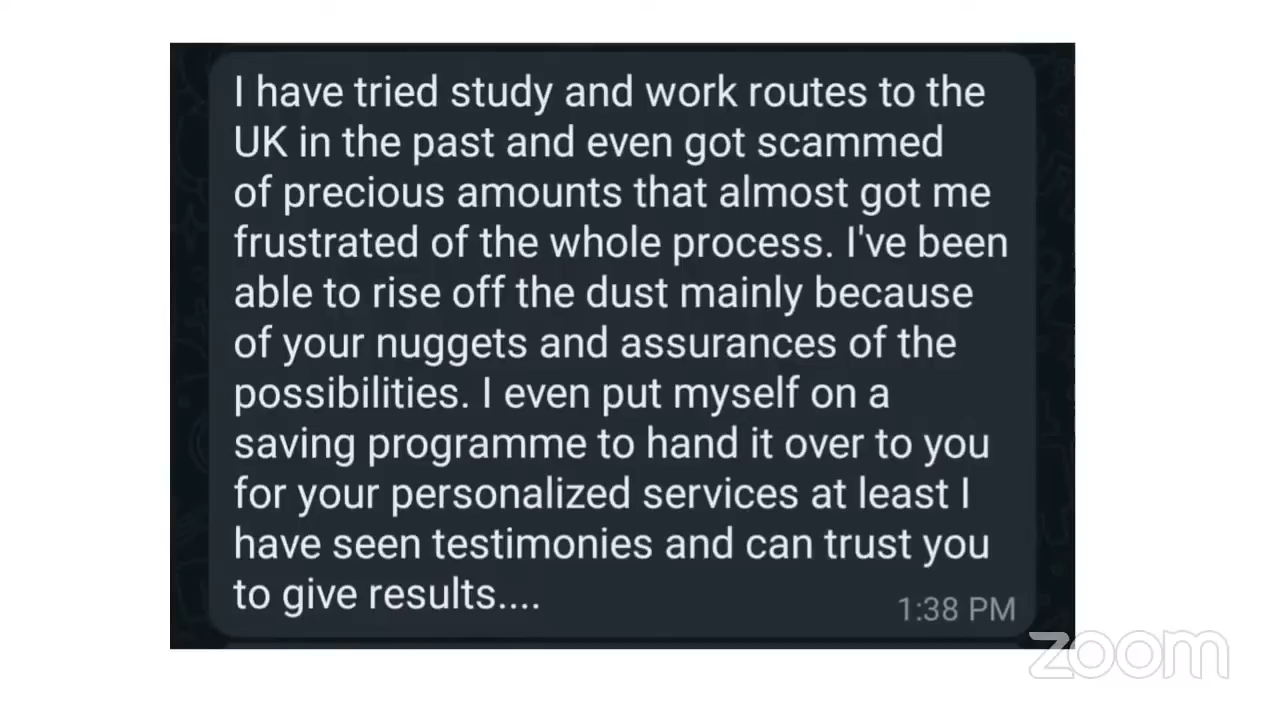 I have tried study and work routes to the
UK in the past and even got scammed
of precious amounts that almost got me
frustrated of the whole process. I've been
able to rise off the dust mainly because
of your nuggets and assurances of the
possibilities. I even put myself on a
saving programme to hand it over to you
for your personalized services at least I
have seen testimonies and can trust you
to give results....
1:38 PM
zoom